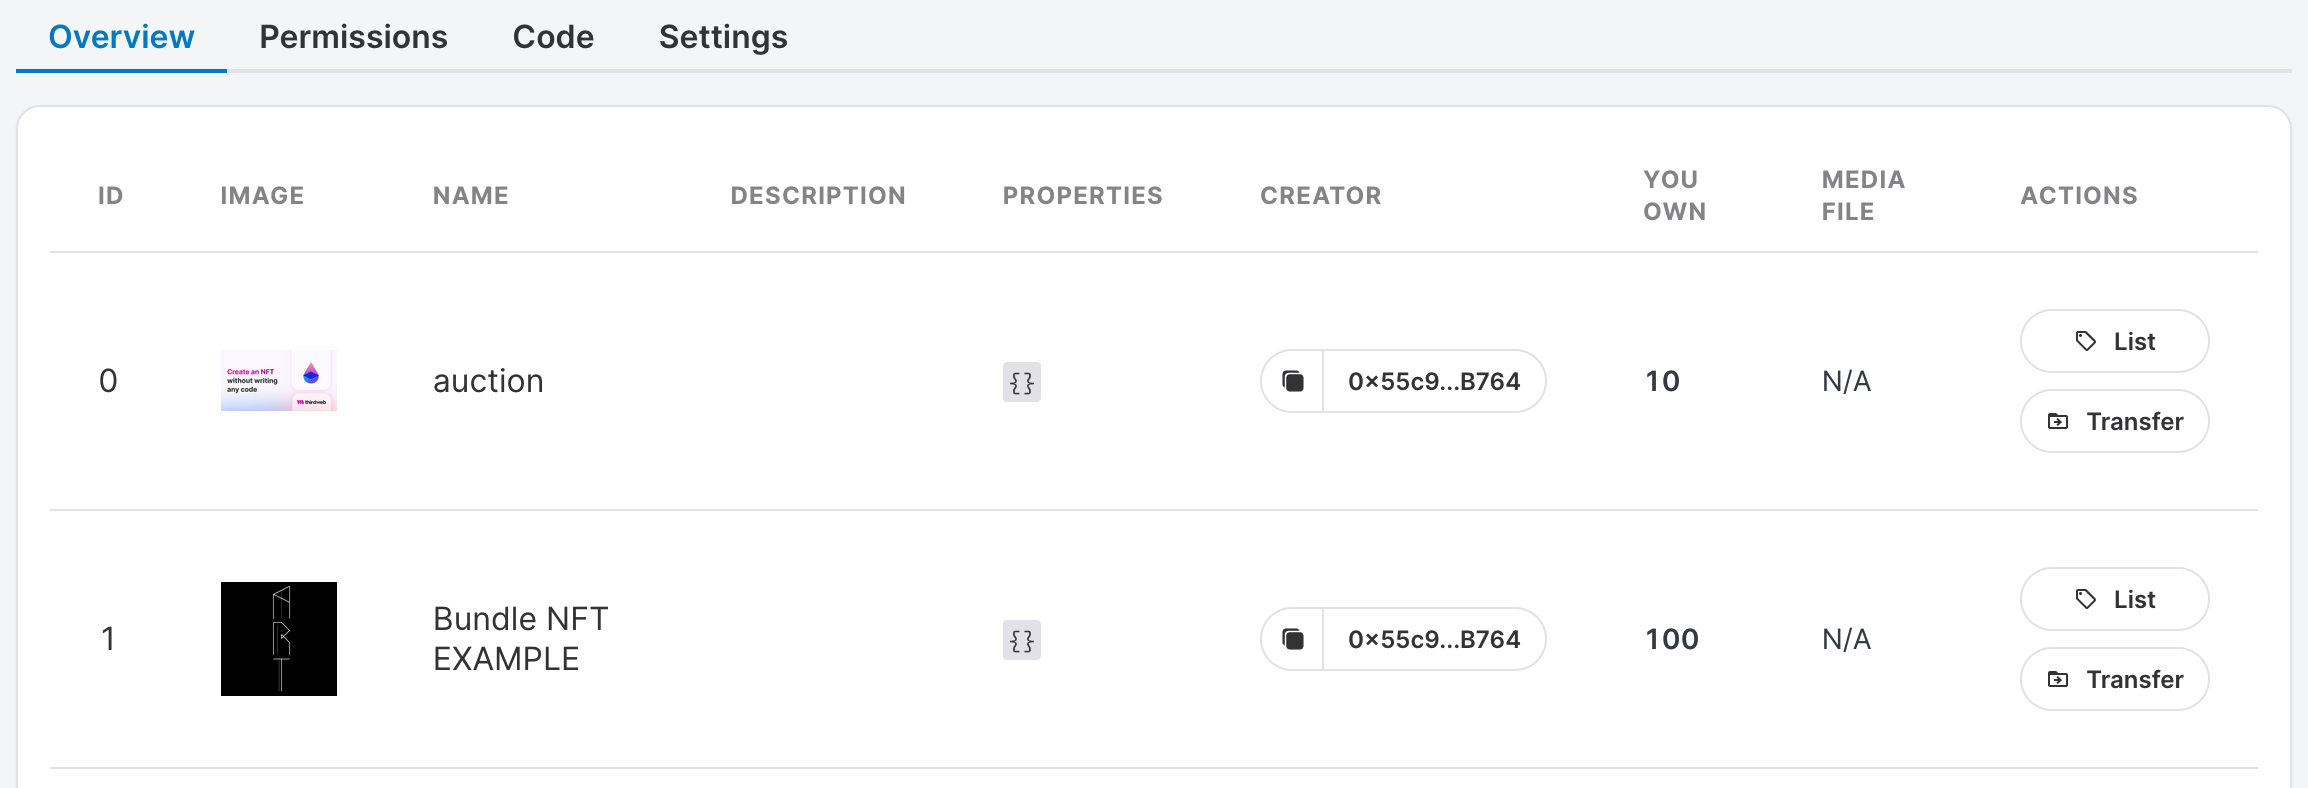 Overview Permissions Code Settings
ID IMAGE NAME DESCRIPTION PROPERTIES CREATOR YOU OWN MEDIA FILE ACTIONS
0
Create an NFT
without writing
any code
thirdweb
auction
{}
0x55c9...B764
10
N/A
List
Transfer
1
ART
Bundle NFT
EXAMPLE
{}
0x55c9...B764
100
N/A
List
Transfer